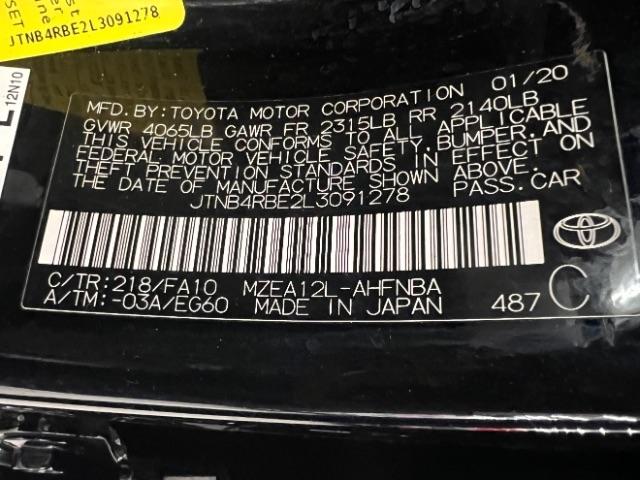 SET
JTNB4RBE2L3091278
12N10
MFD.BY:TOYOTA MOTOR CORPORATION 01/20
GVWR 4065LB GAWR FR 2315LB RR 2140LB
THIS VEHICLE CONFORMS TO ALL APPLICABLE
FEDERAL MOTOR VEHICLE SAFETY,BUMPER,AND
THEFT PREVENTION STANDARDS IN EFFECT ON
THE DATE OF MANUFACTURE SHOWN ABOVE.
JTNB4RBE2L3091278 PASS.CAR
C/TR:218/FA10 MZEA12L-AHFNBA
A/TM:-03A/EG60 MADE IN JAPAN 487 C